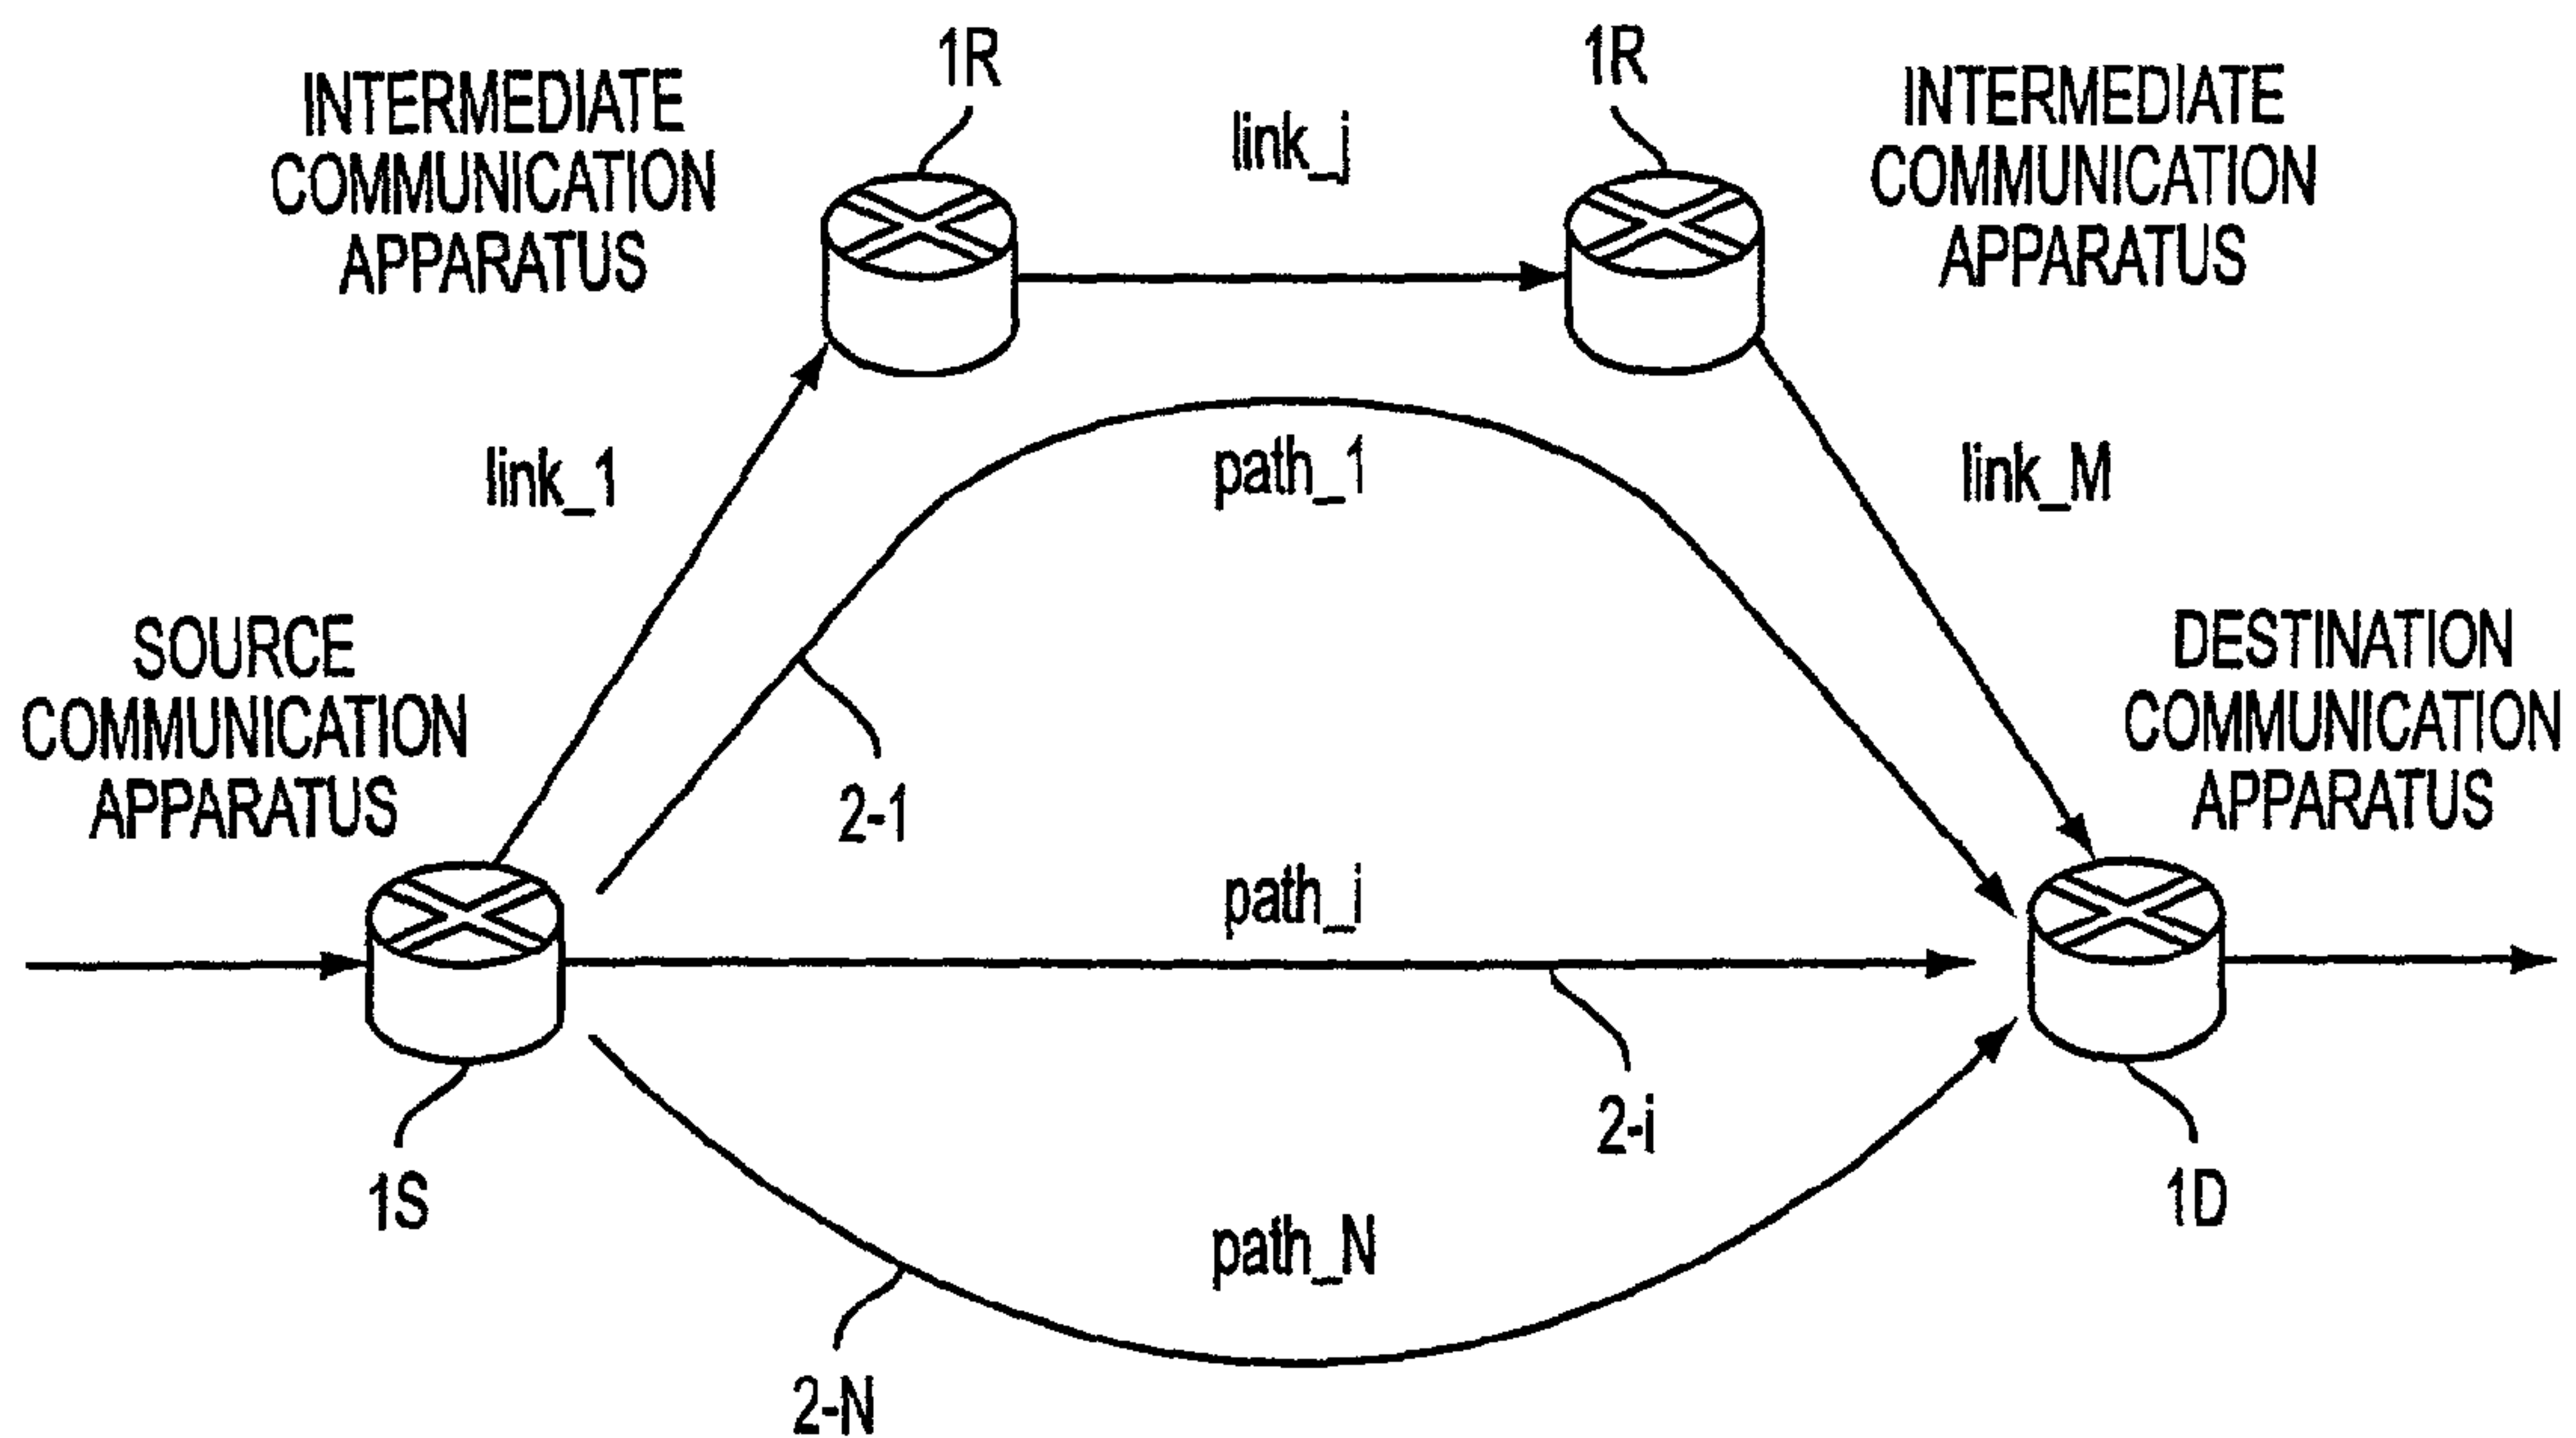 1R
1R
INTERMEDIATE
COMMUNICATION
APPARATUS
link_j
INTERMEDIATE
COMMUNICATION
APPARATUS
link_1
path_1
link_M
SOURCE
COMMUNICATION
APPARATUS
2-1
DESTINATION
COMMUNICATION
APPARATUS
path_i
2-i
1S
1D
path_N
2-N